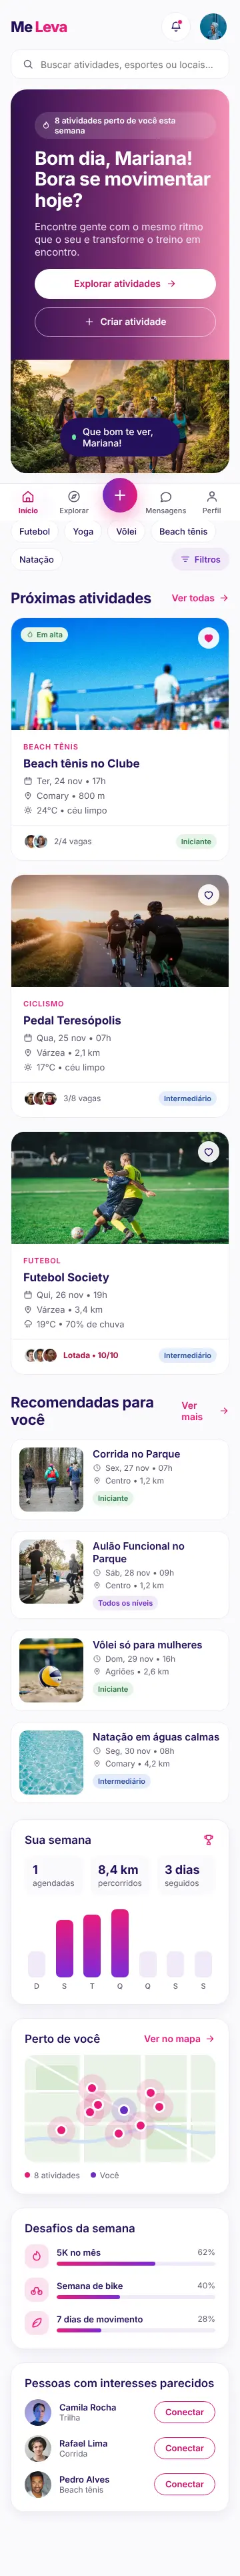 Me Leva
Buscar atividades, esportes ou locais...
8 atividades perto de você esta
semana
Bom dia, Mariana!
Bora se movimentar
hoje?
Encontre gente com o mesmo ritmo
que o seu e transforme o treino em
encontro.
Explorar atividades
Criar atividade
Que bom te ver,
Mariana!
Início
Explorar
Mensagens
Perfil
Futebol
Yoga
Vôlei
Beach tênis
Natação
Filtros
Próximas atividades
Ver todas
Em alta
BEACH TÊNIS
Beach tênis no Clube
Ter, 24 nov • 17h
Comary • 800 m
24°C • céu limpo
2/4 vagas
Iniciante
CICLISMO
Pedal Teresópolis
Qua, 25 nov • 07h
Várzea • 2,1 km
17°C • céu limpo
3/8 vagas
Intermediário
FUTEBOL
Futebol Society
Qui, 26 nov • 19h
Várzea • 3,4 km
19°C • 70% de chuva
Lotada • 10/10
Intermediário
Recomendadas para
você
Ver
mais
Corrida no Parque
Sex, 27 nov • 07h
Centro • 1,2 km
Iniciante
Aulão Funcional no
Parque
Sáb, 28 nov • 09h
Centro • 1,2 km
Todos os níveis
Vôlei só para mulheres
Dom, 29 nov • 16h
Agriões • 2,6 km
Iniciante
Natação em águas calmas
Seg, 30 nov • 08h
Comary • 4,2 km
Intermediário
Sua semana
1
agendadas
8,4 km
percorridos
3 dias
seguidos
D S T Q Q S S
Perto de você
Ver no mapa
8 atividades
Você
Desafios da semana
5K no mês
62%
Semana de bike
40%
7 dias de movimento
28%
Pessoas com interesses parecidos
Camila Rocha
Trilha
Conectar
Rafael Lima
Corrida
Conectar
Pedro Alves
Beach tênis
Conectar